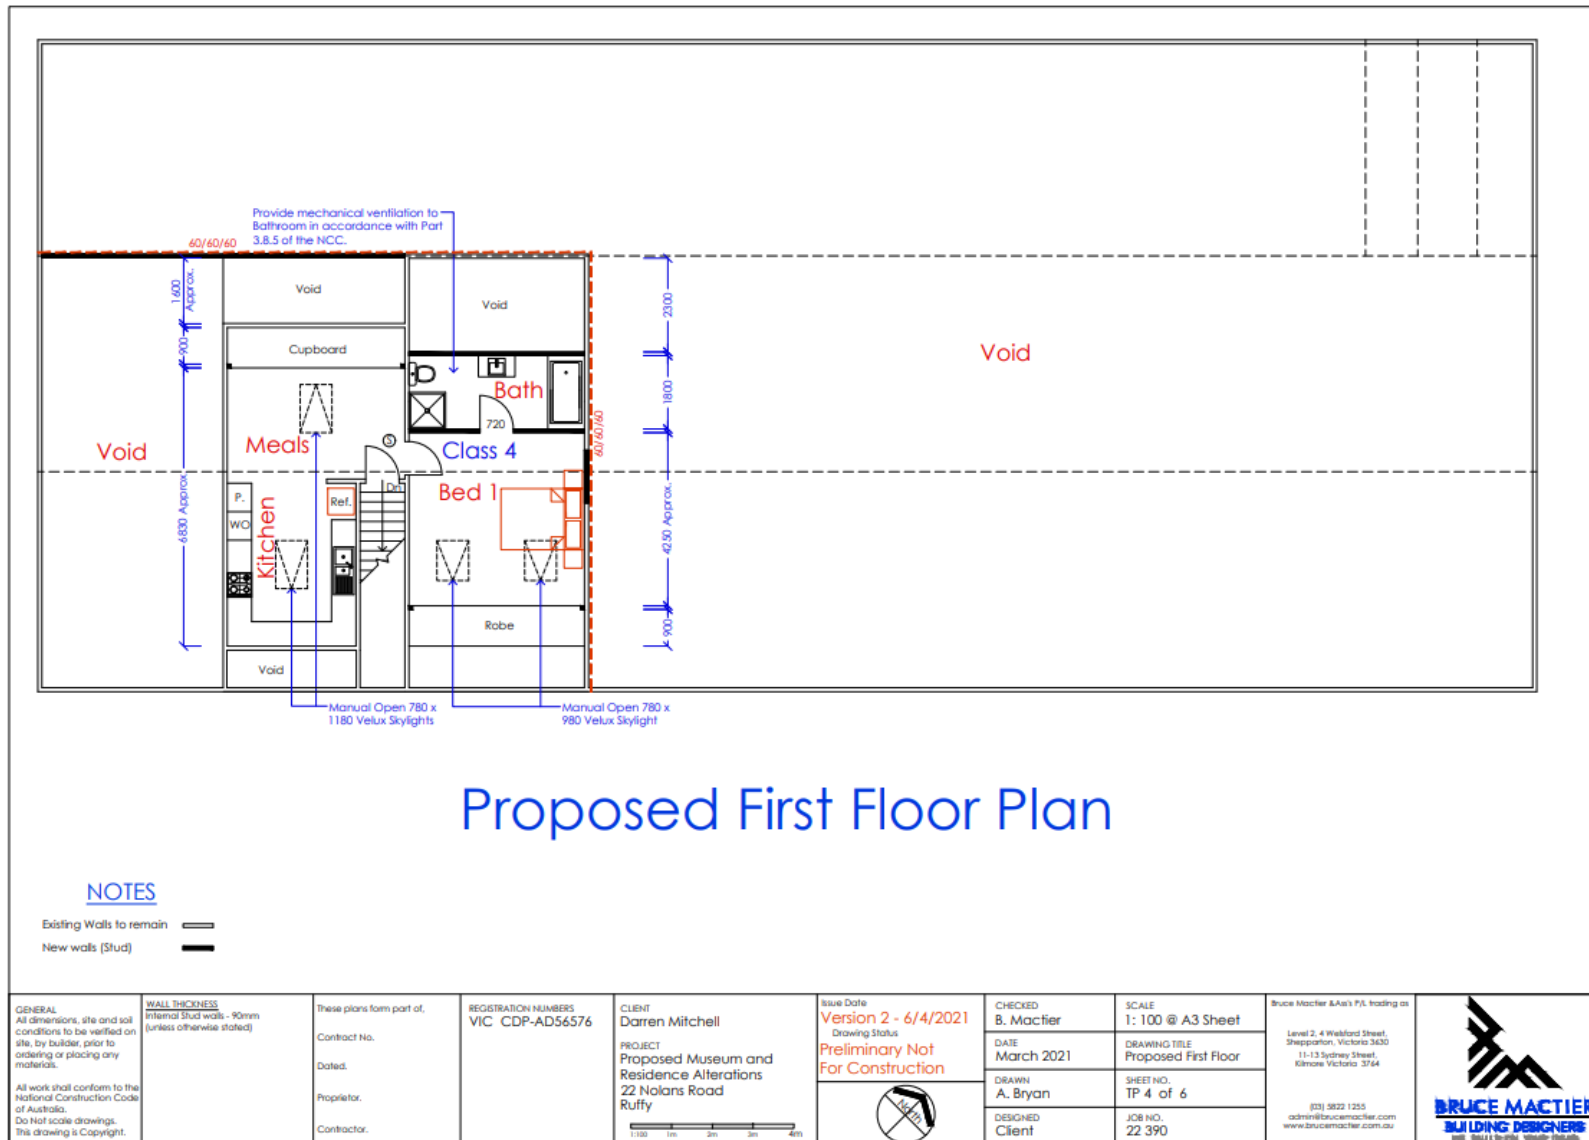 Provide mechanical ventilation to
Bathroom in accordance with Part
3.8.5 of the NCC.
60/60/60
1600
Approx.
900
6830 Approx.
Void
Void
Cupboard
Void
Meals
S
Kitchen
P.
WO
Ref.
Dn
Void
Bath
720
Class 4
Bed 1
Robe
Void
60/60/60
2300
1800
4250 Approx.
900
Void
Manual Open 780 x
1180 Velux Skylights
Manual Open 780 x
980 Velux Skylight
Proposed First Floor Plan
NOTES
Existing Walls to remain
New walls (Stud)
GENERAL
All dimensions, site and soil
conditions to be verified on
site, by builder, prior to
ordering or placing any
materials.
All work shall conform to the
National Construction Code
of Australia.
Do Not scale drawings.
This drawing is Copyright.
WALL THICKNESS
Internal Stud walls - 90mm
(unless otherwise stated)
These plans form part of,
Contract No.
Dated.
Proprietor.
Contractor.
REGISTRATION NUMBERS
VIC CDP-AD56576
CLIENT
Darren Mitchell
PROJECT
Proposed Museum and
Residence Alterations
22 Nolans Road
Ruffy
1:100 1m 2m 3m 4m
Issue Date
Version 2 - 6/4/2021
Drawing Status
Preliminary Not
For Construction
North
CHECKED
B. Mactier
DATE
March 2021
DRAWN
A. Bryan
DESIGNED
Client
SCALE
1: 100 @ A3 Sheet
DRAWING TITLE
Proposed First Floor
SHEET NO.
TP 4 of 6
JOB NO.
22 390
Bruce Mactier &Ass's P/L trading as
Level 2, 4 Welsford Street,
Shepparton, Victoria 3630
11-13 Sydney Street,
Kilmore Victoria 3764
(03) 5822 1255
admin@brucemactier.com
www.brucemactier.com.au
BRUCE MACTIER
BUILDING DESIGNERS